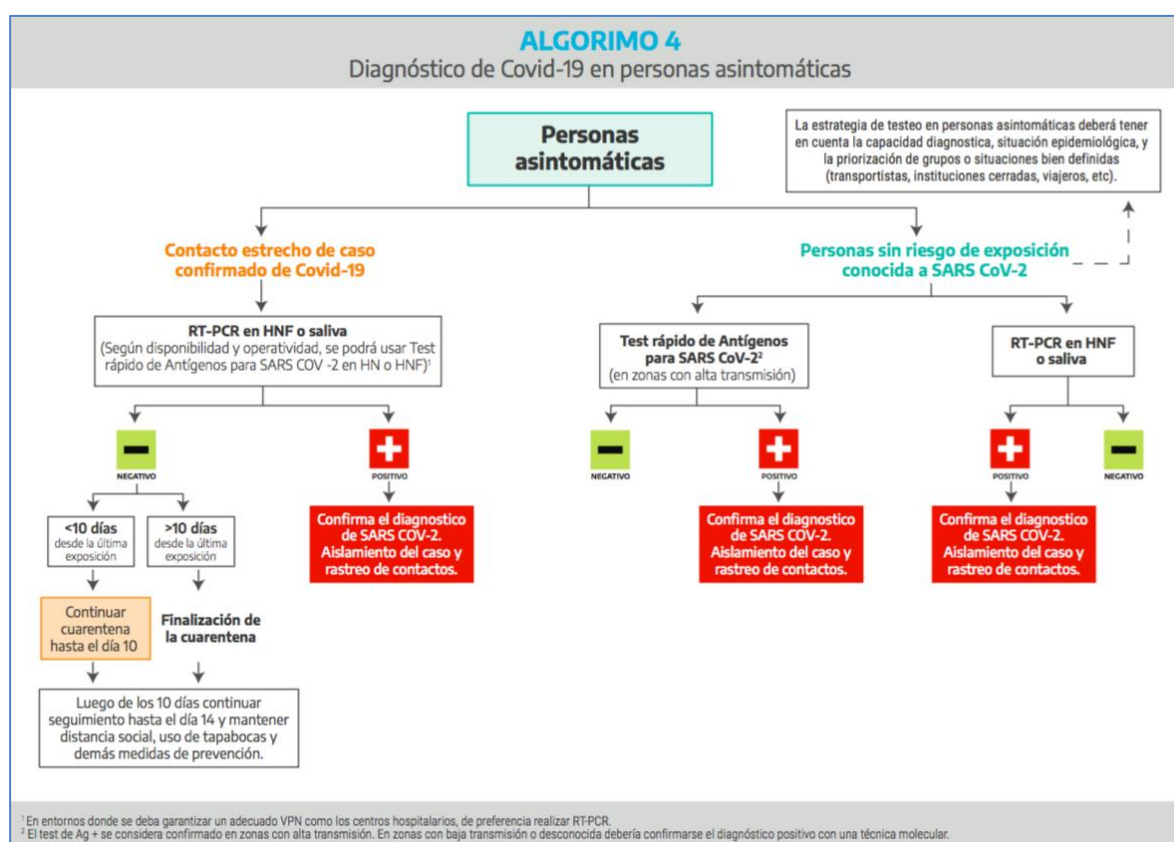 ALGORIMO 4
Diagnóstico de Covid-19 en personas asintomáticas
Personas
asintomáticas
La estrategia de testeo en personas asintomáticas deberá tener
en cuenta la capacidad diagnostica, situación epidemiológica, y
la priorización de grupos o situaciones bien definidas
(transportistas, instituciones cerradas, viajeros, etc).
Contacto estrecho de caso
confirmado de Covid-19
Personas sin riesgo de exposición
conocida a SARS CoV-2
RT-PCR en HNF o saliva
(Según disponibilidad y operatividad, se podrá usar Test
rápido de Antígenos para SARS COV -2 en HN o HNF)¹
Test rápido de Antígenos
para SARS CoV-2²
(en zonas con alta transmisión)
RT-PCR en HNF
o saliva
NEGATIVO
POSITIVO
NEGATIVO
POSITIVO
POSITIVO
NEGATIVO
<10 días
desde la última
exposición
>10 días
desde la última
exposición
Confirma el diagnostico
de SARS COV-2.
Aislamiento del caso y
rastreo de contactos.
Confirma el diagnostico
de SARS COV-2.
Aislamiento del caso y
rastreo de contactos.
Confirma el diagnostico
de SARS COV-2.
Aislamiento del caso y
rastreo de contactos.
Continuar
cuarentena
hasta el día 10
Finalización de
la cuarentena
Luego de los 10 días continuar
seguimiento hasta el día 14 y mantener
distancia social, uso de tapabocas y
demás medidas de prevención.
¹ En entornos donde se deba garantizar un adecuado VPN como los centros hospitalarios, de preferencia realizar RT-PCR.
² El test de Ag + se considera confirmado en zonas con alta transmisión. En zonas con baja transmisión o desconocida debería confirmarse el diagnóstico positivo con una técnica molecular.